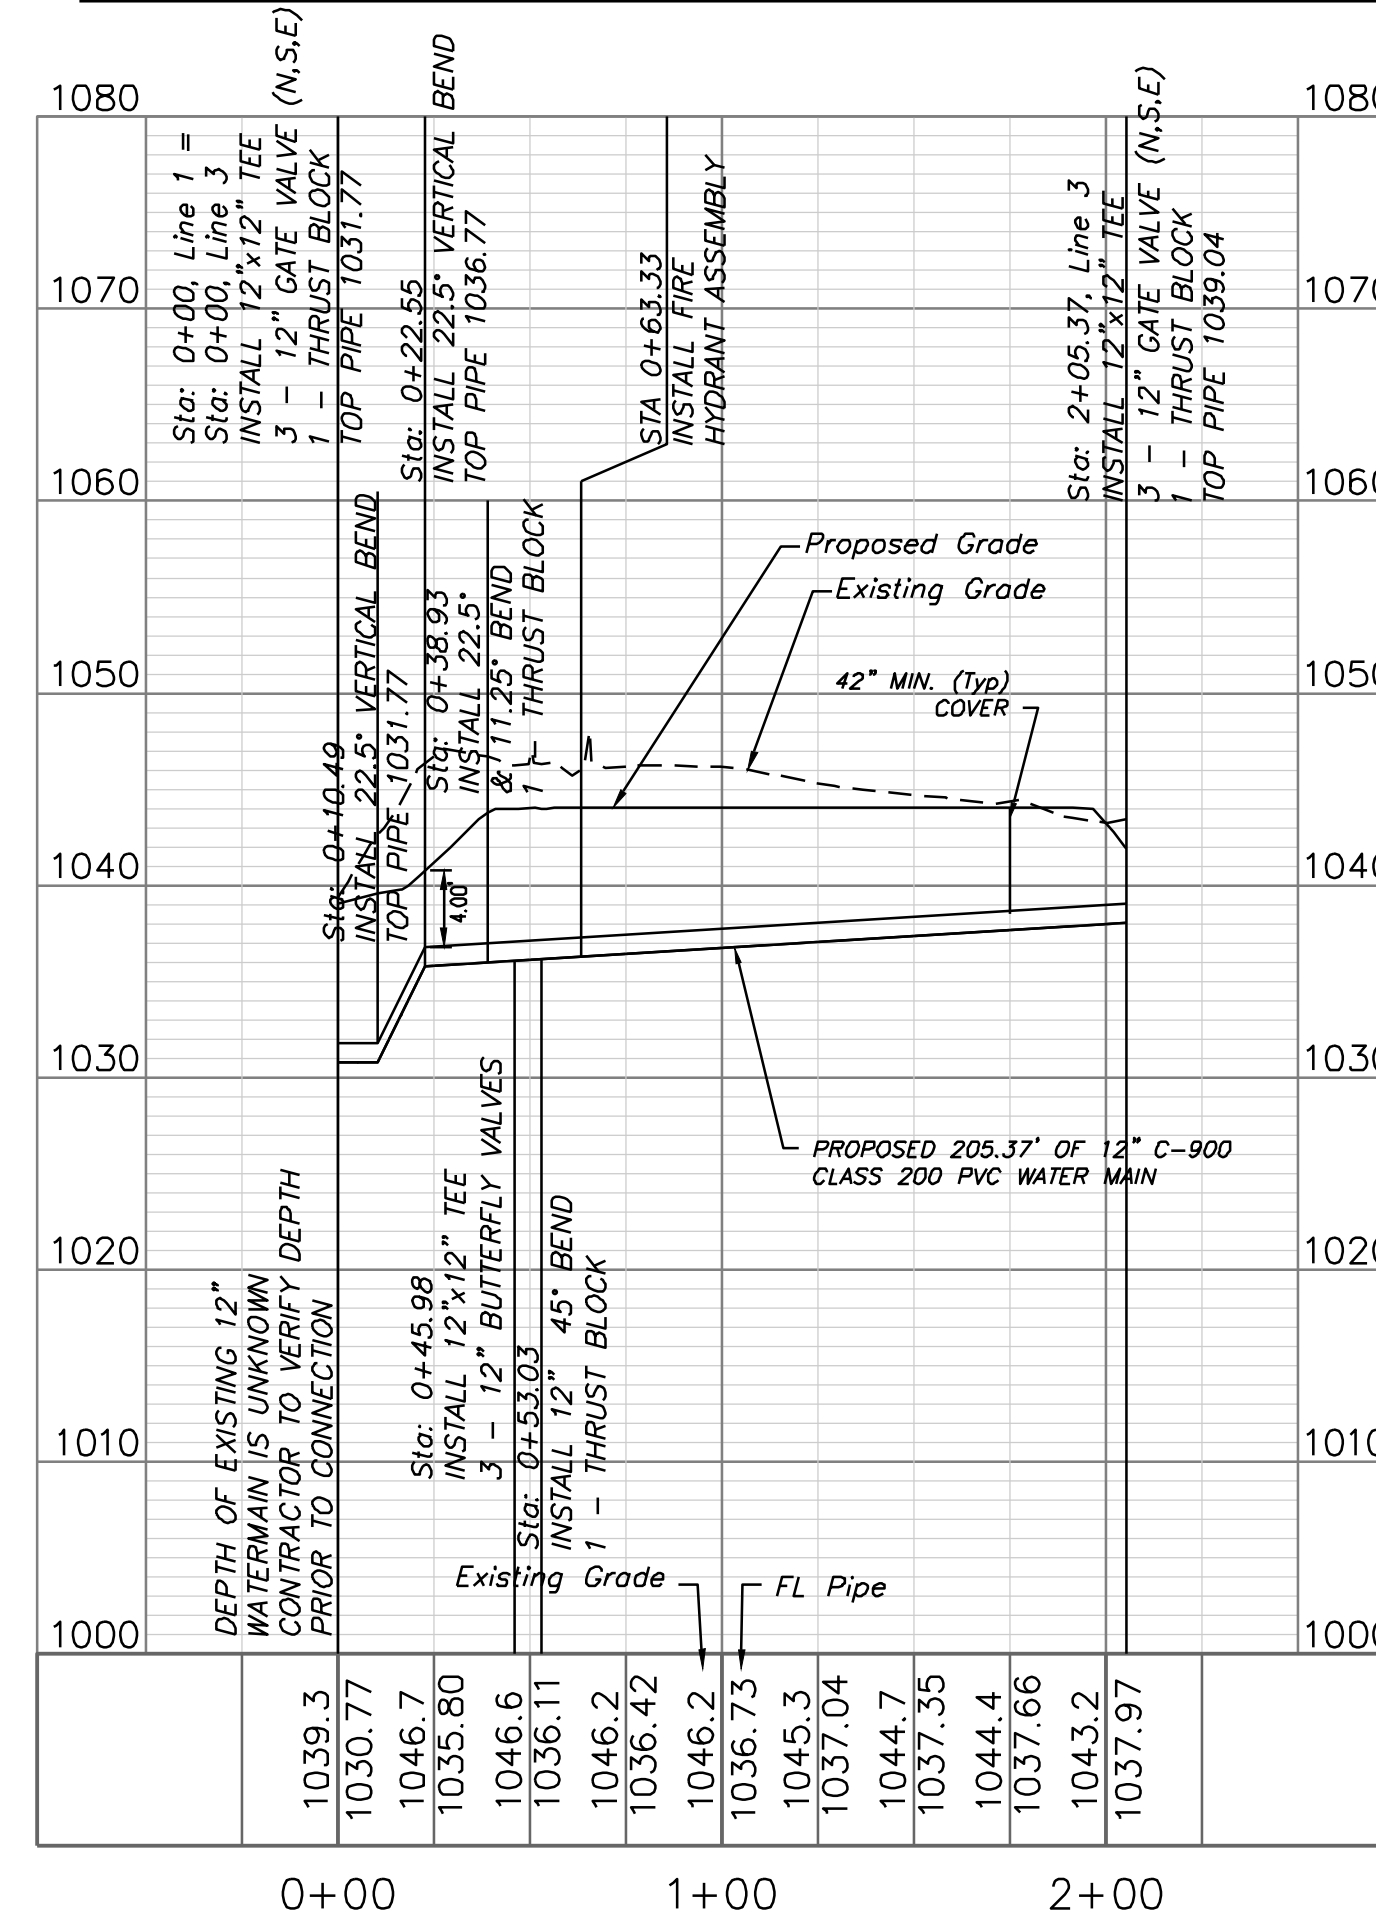 1080
1070
1060
1050
1040
1030
1020
1010
1000
Sta: 0+00, Line 1 =
Sta: 0+00, Line 3
INSTALL 12"x12" TEE
3 - 12" GATE VALVE (N,S,E)
1 - THRUST BLOCK
TOP PIPE 1031.77
Sta: 0+10.49
INSTALL 22.5° VERTICAL BEND
TOP PIPE 1031.77
Sta: 0+22.55
INSTALL 22.5° VERTICAL BEND
TOP PIPE 1036.77
Sta: 0+38.93
INSTALL 22.5°
& 11.25° BEND
1 - THRUST BLOCK
STA 0+63.33
INSTALL FIRE
HYDRANT ASSEMBLY
Sta: 2+05.37, Line 3
INSTALL 12"x12" TEE
3 - 12" GATE VALVE (N,S,E)
1 - THRUST BLOCK
TOP PIPE 1039.04
Proposed Grade
Existing Grade
42" MIN. (Typ)
COVER
4.00'
PROPOSED 205.37' OF 12" C-900
CLASS 200 PVC WATER MAIN
DEPTH OF EXISTING 12"
WATERMAIN IS UNKNOWN
CONTRACTOR TO VERIFY DEPTH
PRIOR TO CONNECTION
Sta: 0+45.98
INSTALL 12"x12" TEE
3 - 12" BUTTERFLY VALVES
Sta: 0+53.03
INSTALL 12" 45° BEND
1 - THRUST BLOCK
Existing Grade
FL Pipe
1080
1070
1060
1050
1040
1030
1020
1010
1000
1039.3
1030.77
1046.7
1035.80
1046.6
1036.11
1046.2
1036.42
1046.2
1036.73
1045.3
1037.04
1044.7
1037.35
1044.4
1037.66
1043.2
1037.97
0+00
1+00
2+00